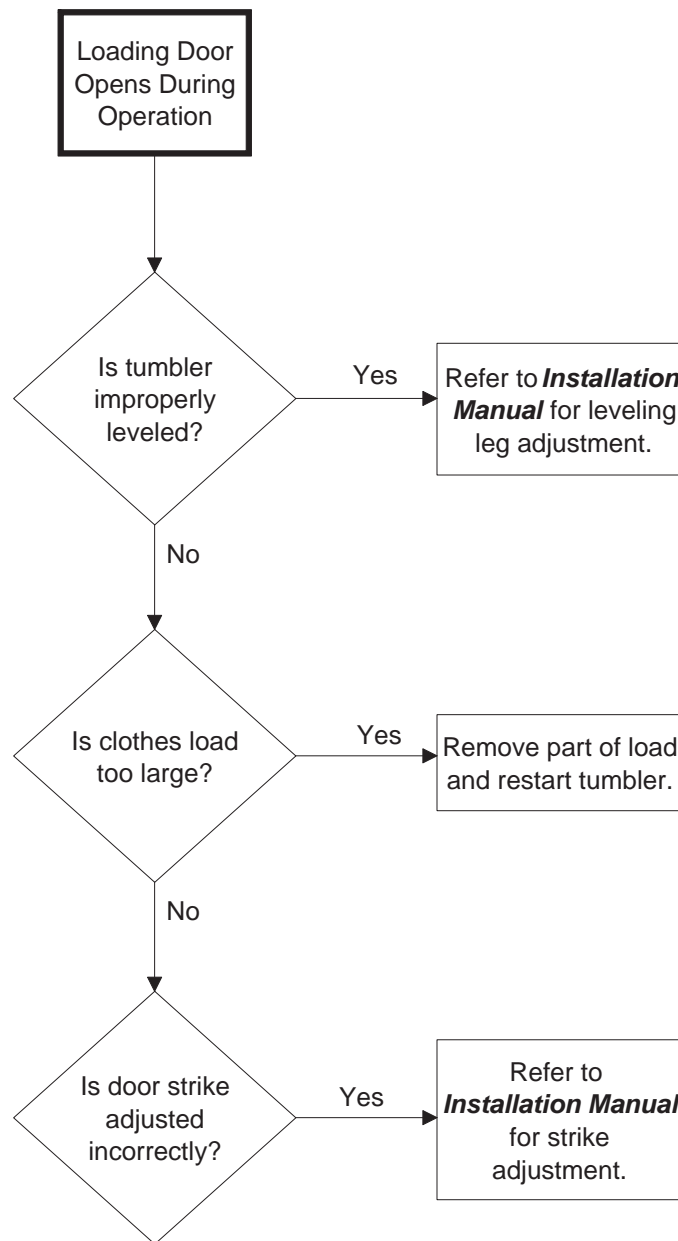 Loading Door
Opens During
Operation
Is tumbler
improperly
leveled?
Yes
Refer to Installation
Manual for leveling
leg adjustment.
No
Is clothes load
too large?
Yes
Remove part of load
and restart tumbler.
No
Is door strike
adjusted
incorrectly?
Yes
Refer to
Installation Manual
for strike
adjustment.